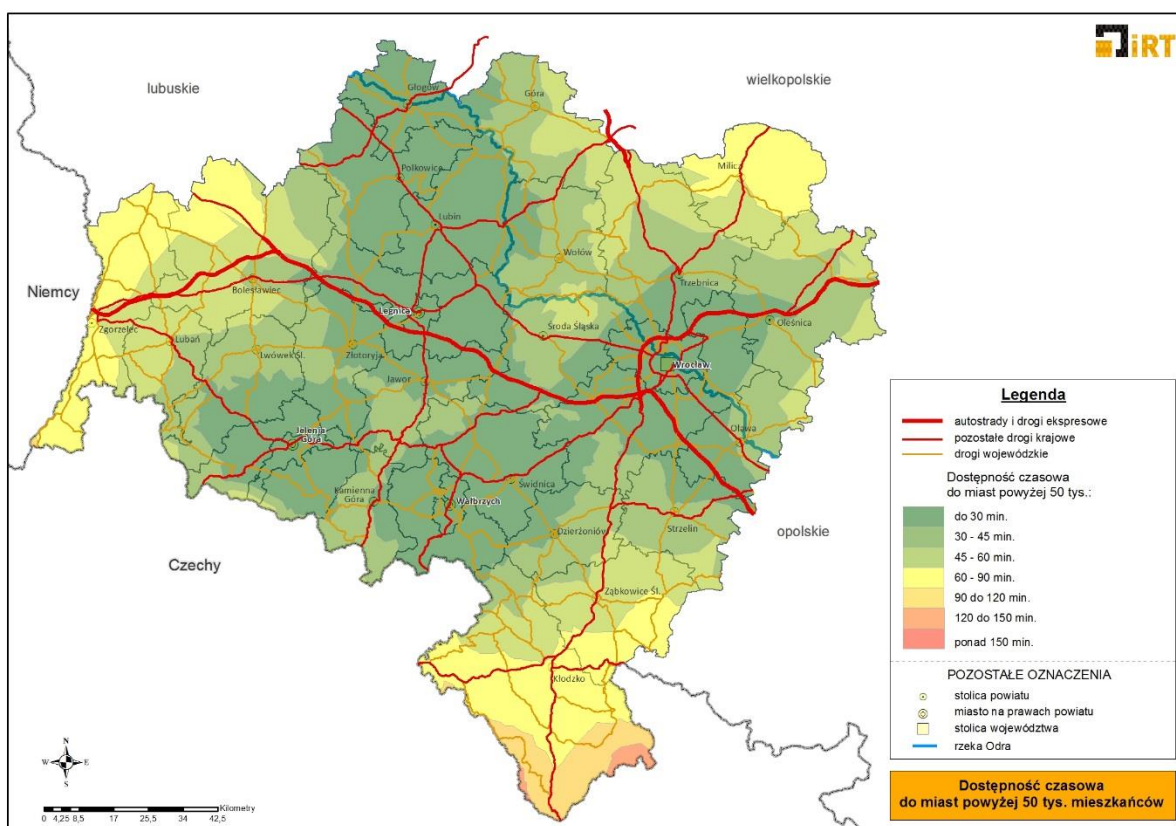 iRT
lubuskie
wielkopolskie
Głogów
Góra
Milicz
Polkowice
Lubin
Wołów
Trzebnica
Niemcy
Bolesławiec
Legnica
Środa Śląska
Oleśnica
Zgorzelec
Lubań
Lwówek Śl.
Złotoryja
Wrocław
Jawor
Jelenia
Góra
Oława
Kamienna
Góra
Wałbrzych
Świdnica
Dzierżoniów
Strzelin
opolskie
Czechy
Ząbkowice Śl.
Kłodzko
N
W E
S
Kilometry
0 4,25 8,5 17 25,5 34 42,5
Legenda
autostrady i drogi ekspresowe
pozostałe drogi krajowe
drogi wojewódzkie
Dostępność czasowa
do miast powyżej 50 tys.:
do 30 min.
30 - 45 min.
45 - 60 min.
60 - 90 min.
90 do 120 min.
120 do 150 min.
ponad 150 min.
POZOSTAŁE OZNACZENIA
stolica powiatu
miasto na prawach powiatu
stolica województwa
rzeka Odra
Dostępność czasowa
do miast powyżej 50 tys. mieszkańców